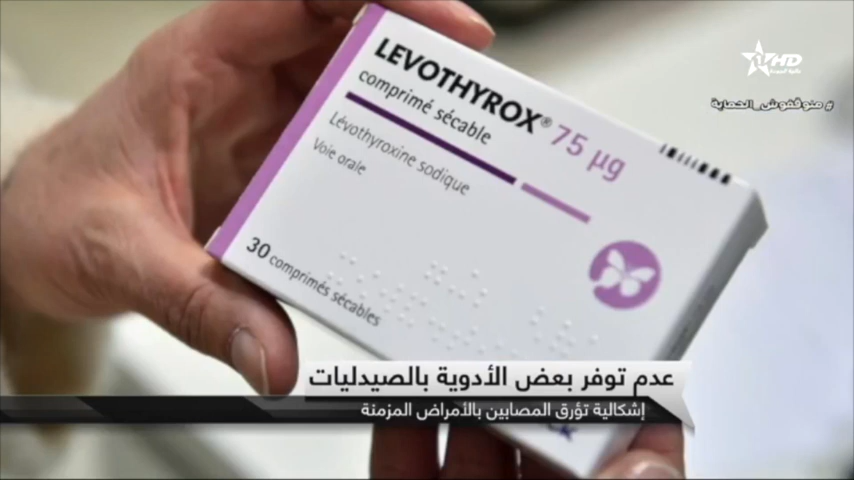 HD
#منوقفوش_الحماية
LEVOTHYROX® 75 µg
comprimé sécable
Lévothyroxine sodique
Voie orale
30 comprimés sécables
عدم توفر بعض الأدوية بالصيدليات
إشكالية تؤرق المصابين بالأمراض المزمنة